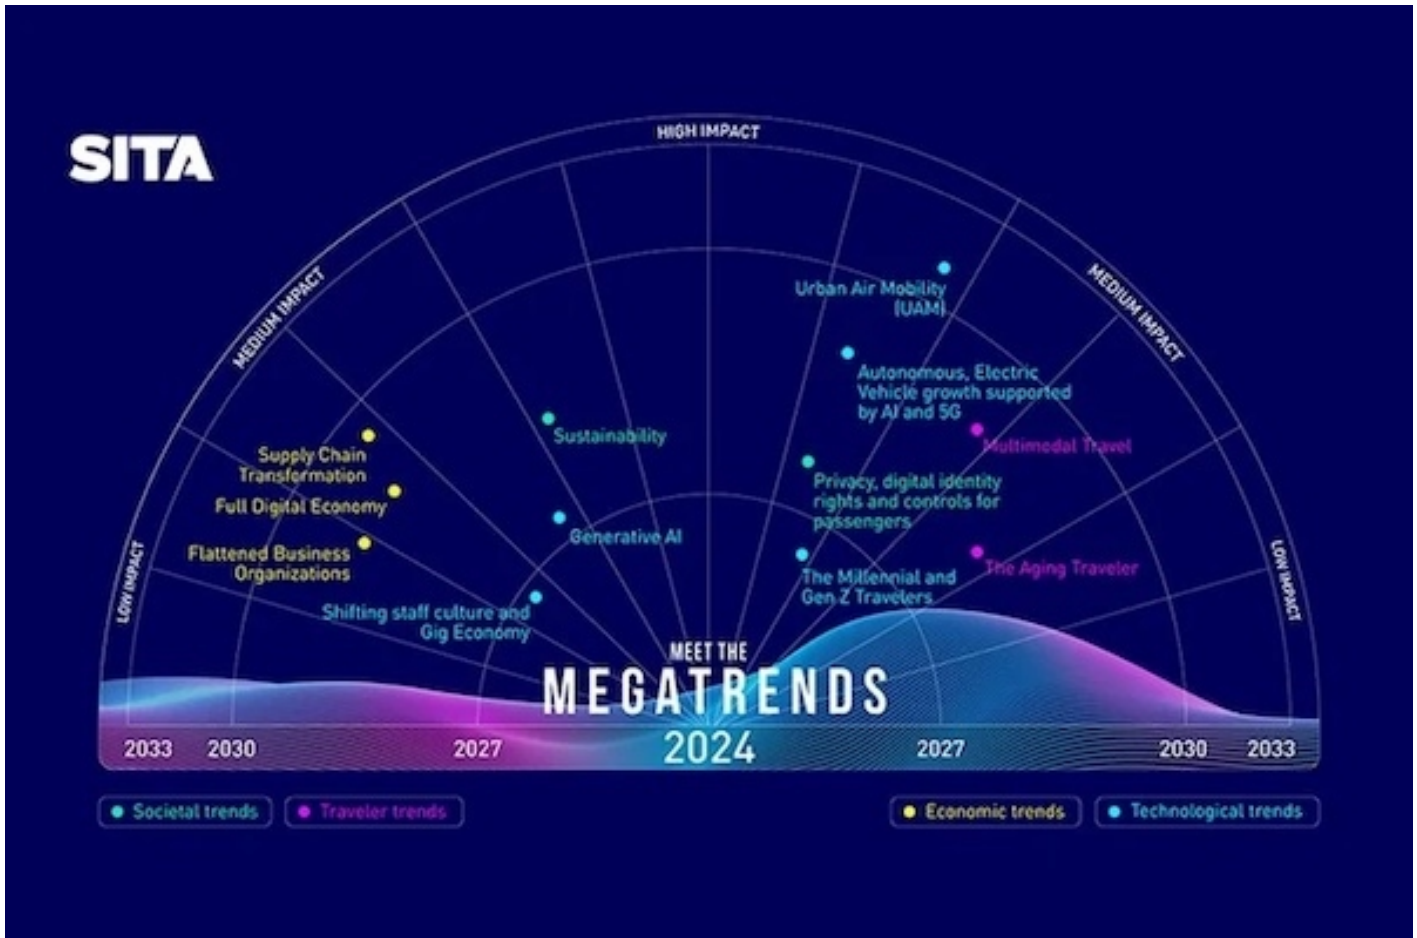 SITA
HIGH IMPACT
MEDIUM IMPACT
MEDIUM IMPACT
LOW IMPACT
LOW IMPACT
Urban Air Mobility
(UAM)
Autonomous, Electric
Vehicle growth supported
by AI and 5G
Multimodal Travel
Sustainability
Supply Chain
Transformation
Full Digital Economy
Privacy, digital identity
rights and controls for
passengers
Generative AI
Flattened Business
Organizations
The Aging Traveler
The Millennial and
Gen Z Travelers
Shifting staff culture and
Gig Economy
MEET THE
MEGATRENDS
2033 2030 2027 2024 2027 2030 2033
Societal trends Traveler trends Economic trends Technological trends